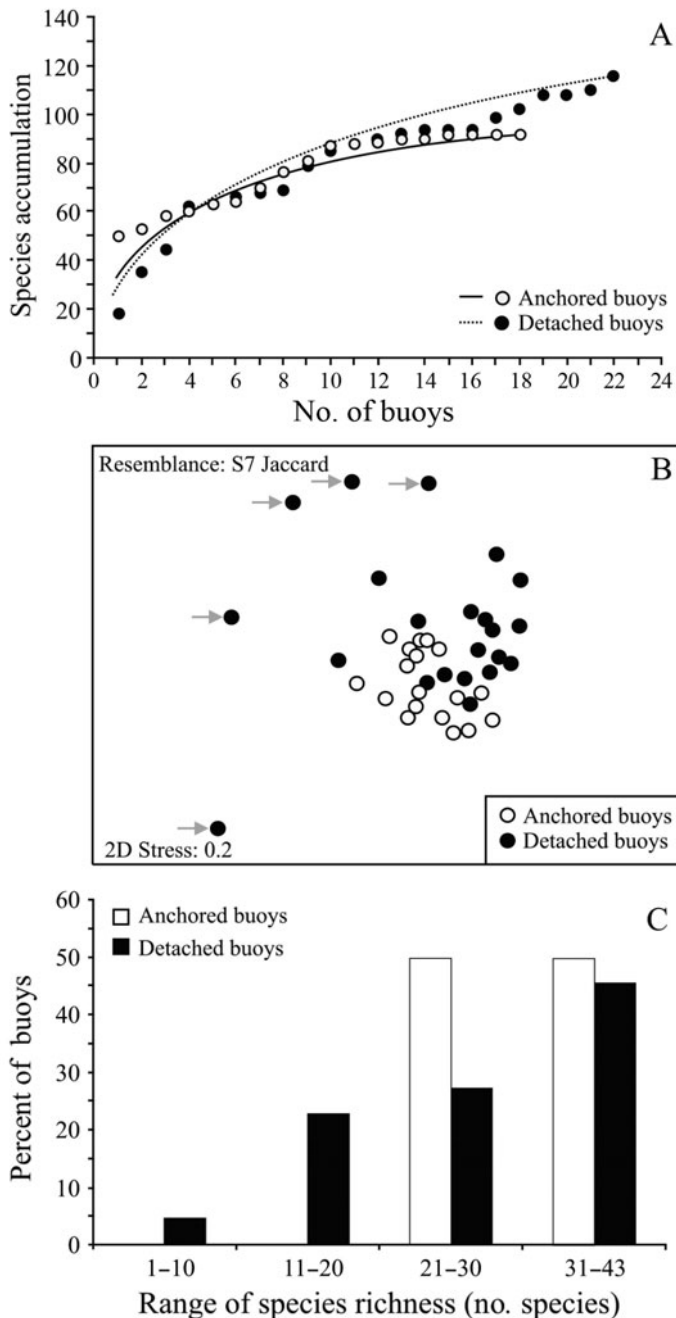 A
140
120
100
80
60
40
20
0
Species accumulation
Anchored buoys
Detached buoys
0 2 4 6 8 10 12 14 16 18 20 22 24
No. of buoys
Resemblance: S7 Jaccard
B
Anchored buoys
Detached buoys
2D Stress: 0.2
C
60
50
40
30
20
10
5
0
Percent of buoys
Anchored buoys
Detached buoys
1–10 11–20 21–30 31–43
Range of species richness (no. species)